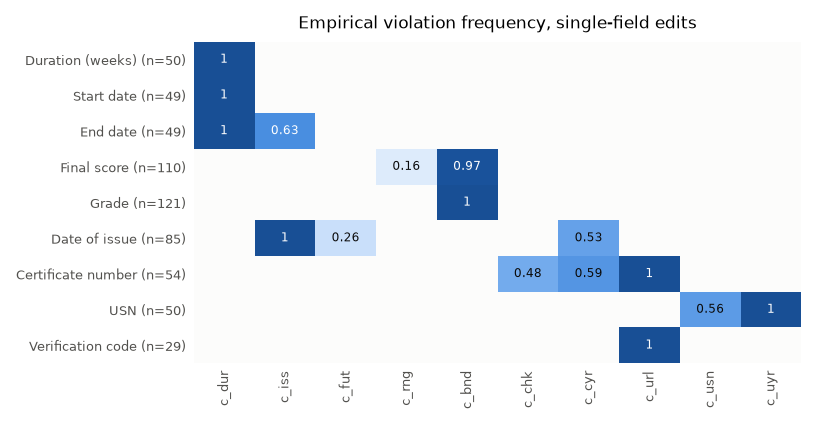 Empirical violation frequency, single-field edits
Duration (weeks) (n=50) 1
Start date (n=49) 1
End date (n=49) 1 0.63
Final score (n=110) 0.16 0.97
Grade (n=121) 1
Date of issue (n=85) 1 0.26 0.53
Certificate number (n=54) 0.48 0.59 1
USN (n=50) 0.56 1
Verification code (n=29) 1
c_dur c_iss c_fut c_rng c_bnd c_chk c_cyr c_url c_usn c_uyr